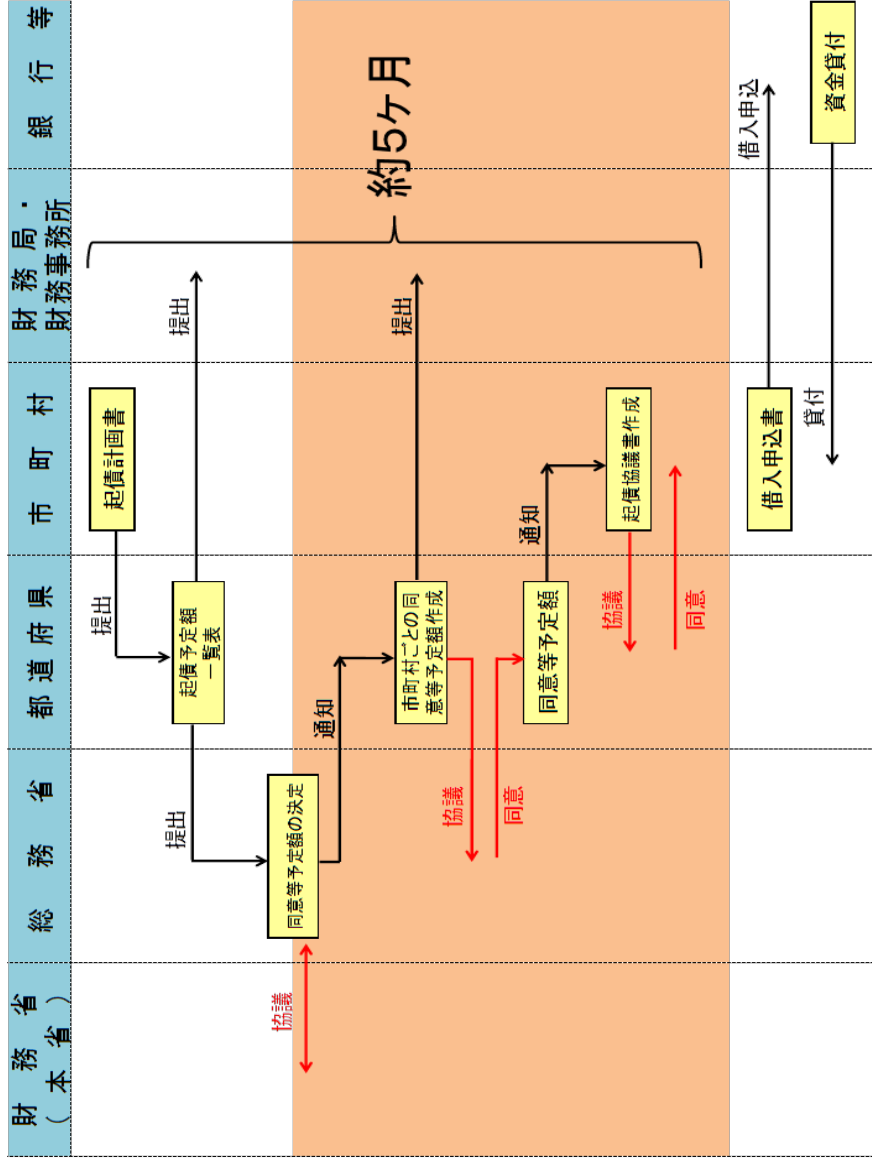 財務省
(本省)
総務省
都道府県
市町村
財務局・
財務事務所
銀行等
起債計画書
提出
起債予定額
一覧表
提出
提出
同意等予定額の決定
協議
通知
市町村ごとの同
意等予定額作成
提出
約5ヶ月
協議
同意
同意等予定額
通知
起債協議書作成
協議
同意
借入申込書
借入申込
資金貸付
貸付